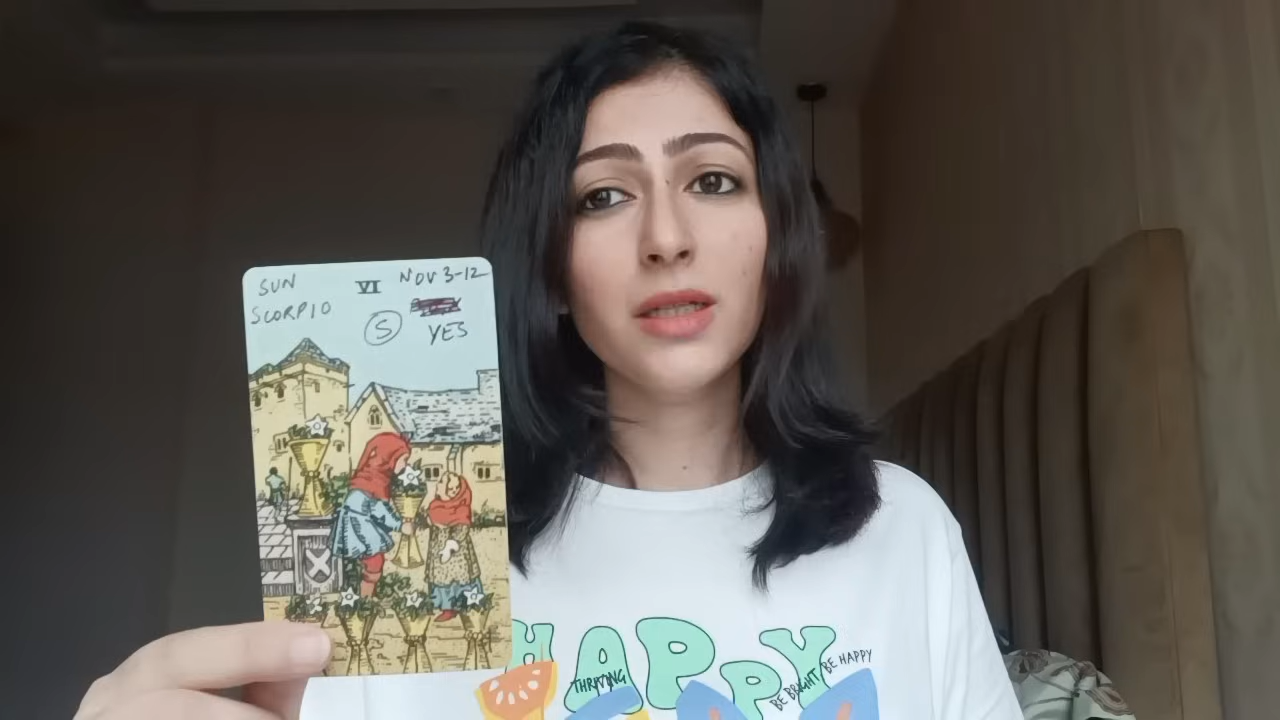 SUN VI NOV 3-12
SCORPIO S YES
HAPPY
THRIVING
BE BRIGHT BE HAPPY